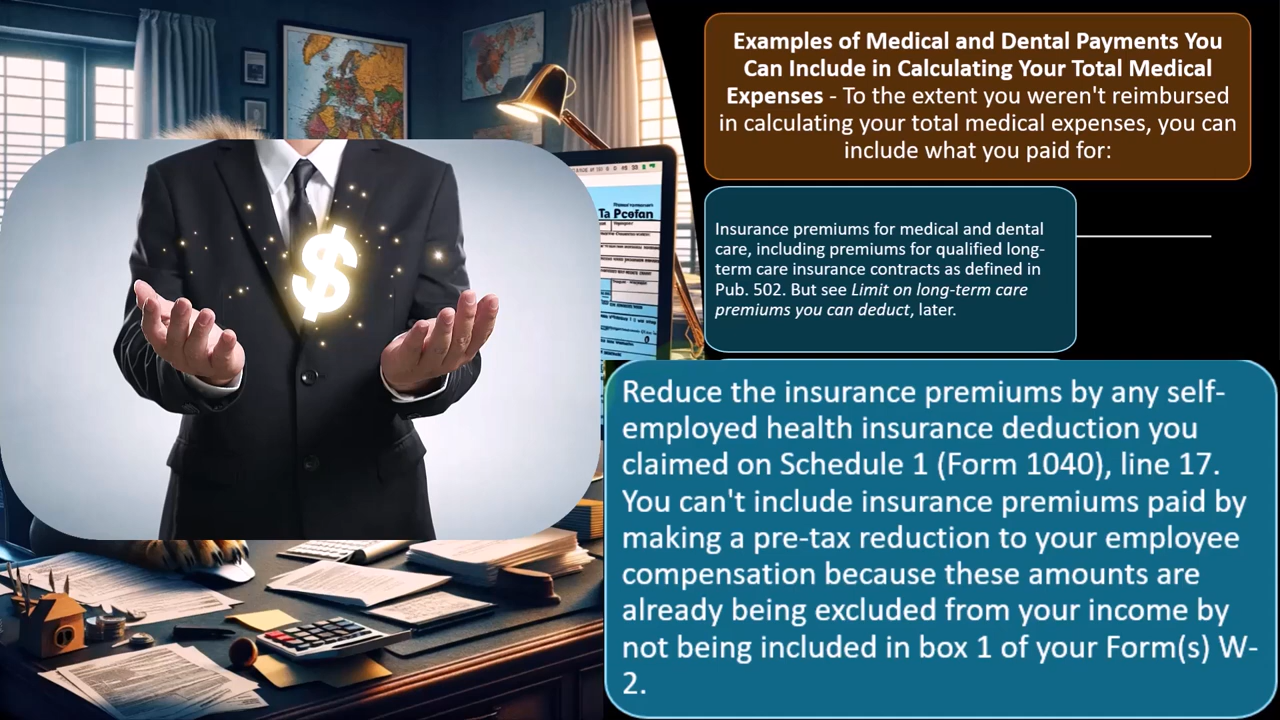 Examples of Medical and Dental Payments You
Can Include in Calculating Your Total Medical
Expenses - To the extent you weren't reimbursed
in calculating your total medical expenses, you can
include what you paid for:
Insurance premiums for medical and dental
care, including premiums for qualified long-
term care insurance contracts as defined in
Pub. 502. But see Limit on long-term care
premiums you can deduct, later.
Reduce the insurance premiums by any self-
employed health insurance deduction you
claimed on Schedule 1 (Form 1040), line 17.
You can't include insurance premiums paid by
making a pre-tax reduction to your employee
compensation because these amounts are
already being excluded from your income by
not being included in box 1 of your Form(s) W-
2.
$
Ta Pcofan